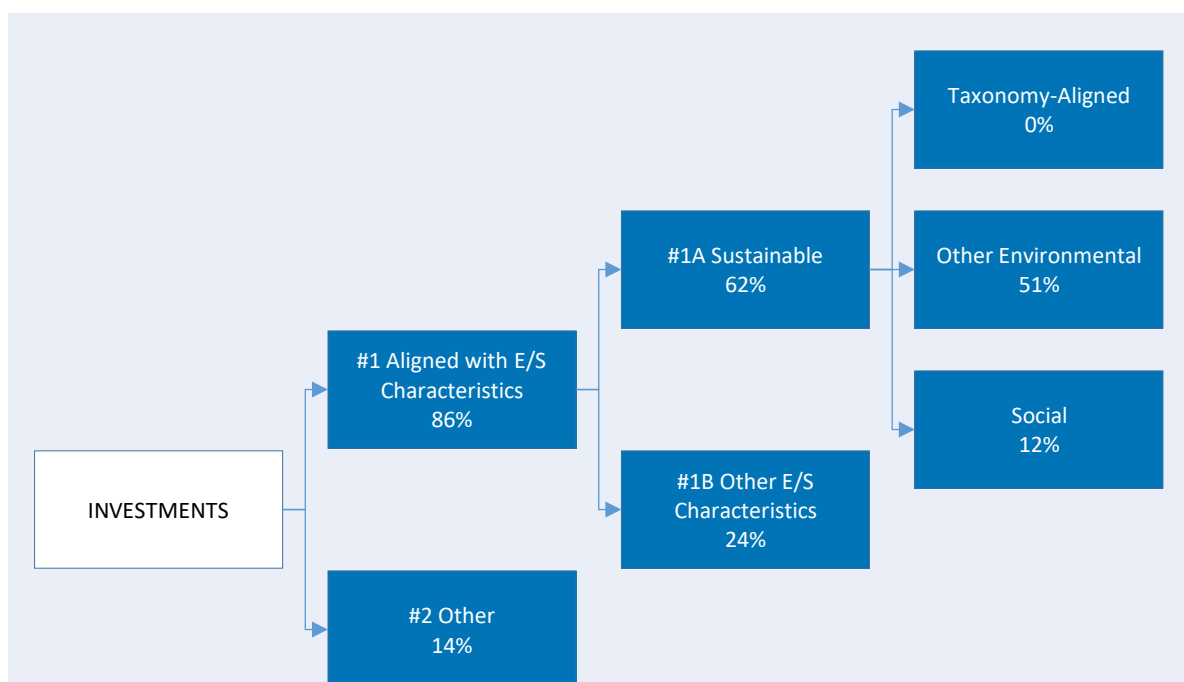 INVESTMENTS
#1 Aligned with E/S
Characteristics
86%
#2 Other
14%
#1A Sustainable
62%
#1B Other E/S
Characteristics
24%
Taxonomy-Aligned
0%
Other Environmental
51%
Social
12%